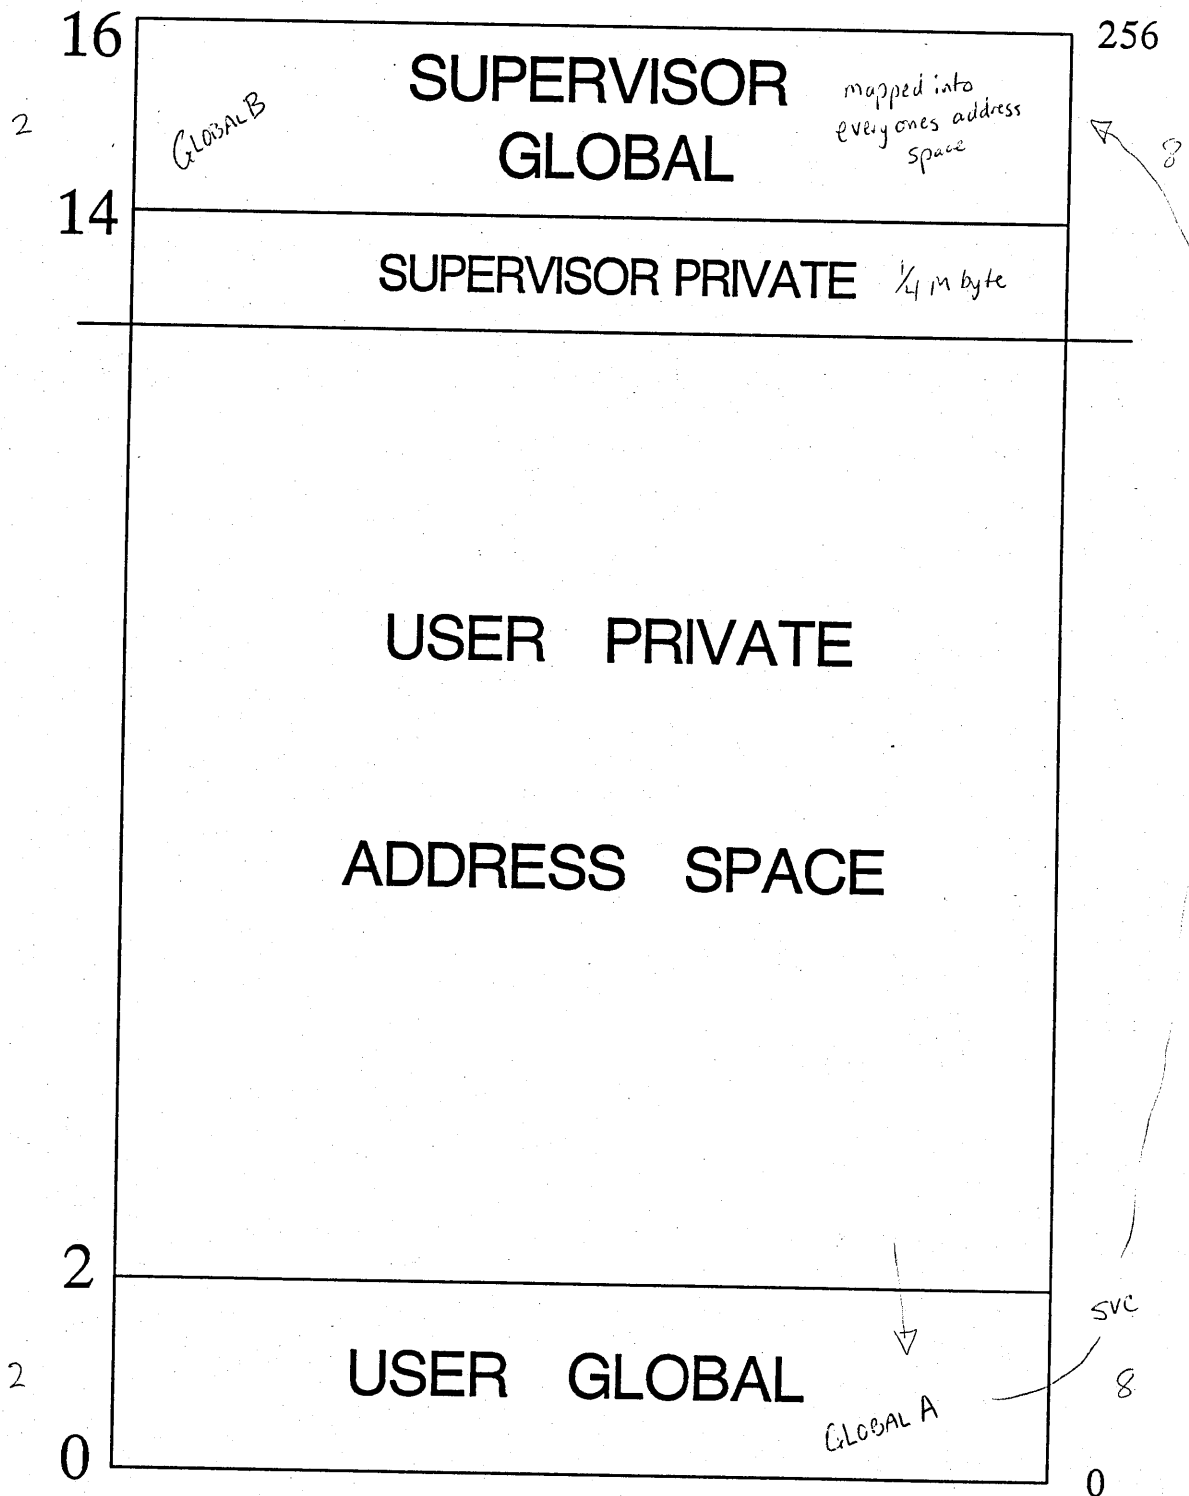 16
256
SUPERVISOR
GLOBAL
mapped into
everyones address
space
GLOBAL B
2
8
14
SUPERVISOR PRIVATE
1/4 M byte
USER PRIVATE
ADDRESS SPACE
2
SVC
USER GLOBAL
2
8
GLOBAL A
0
0